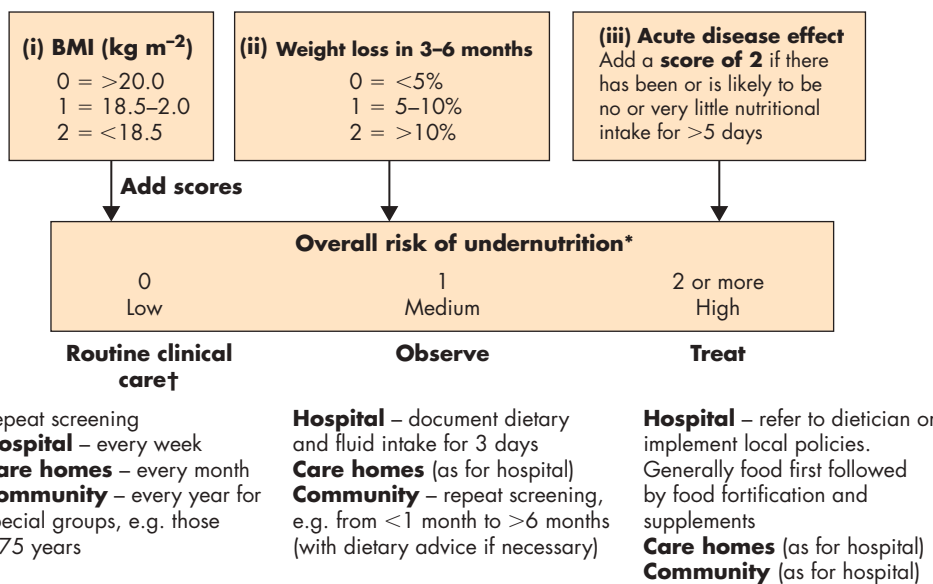 (i) BMI (kg m⁻²)
0 = >20.0
1 = 18.5–2.0
2 = <18.5
(ii) Weight loss in 3–6 months
0 = <5%
1 = 5–10%
2 = >10%
(iii) Acute disease effect
Add a score of 2 if there
has been or is likely to be
no or very little nutritional
intake for >5 days
Add scores
Overall risk of undernutrition*
0
Low
1
Medium
2 or more
High
Routine clinical
care†
epeat screening
ospital – every week
are homes – every month
ommunity – every year for
pecial groups, e.g. those
75 years
Observe
Hospital – document dietary
and fluid intake for 3 days
Care homes (as for hospital)
Community – repeat screening,
e.g. from <1 month to >6 months
(with dietary advice if necessary)
Treat
Hospital – refer to dietician or
implement local policies.
Generally food first followed
by food fortification and
supplements
Care homes (as for hospital)
Community (as for hospital)